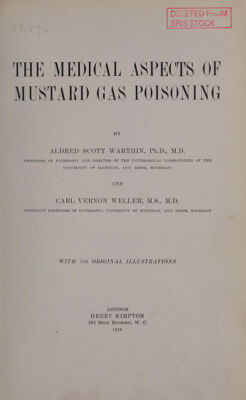 58,896
DELETED FROM
SRIS STOCK
THE MEDICAL ASPECTS OF
MUSTARD GAS POISONING
BY
ALDRED SCOTT WARTHIN, Ph.D., M.D.
PROFESSOR OF PATHOLOGY AND DIRECTOR OF THE PATHOLOGICAL LABORATORIES OF THE
UNIVERSITY OF MICHIGAN, ANN ARBOR, MICHIGAN
AND
CARL VERNON WELLER, M.S., M.D.
ASSISTANT PROFESSOR OF PATHOLOGY, UNIVERSITY OF MICHIGAN, ANN ARBOR, MICHIGAN
WITH 156 ORIGINAL ILLUSTRATIONS
LONDON
HENRY KIMPTON
263 High Holborn, W. C.
1919